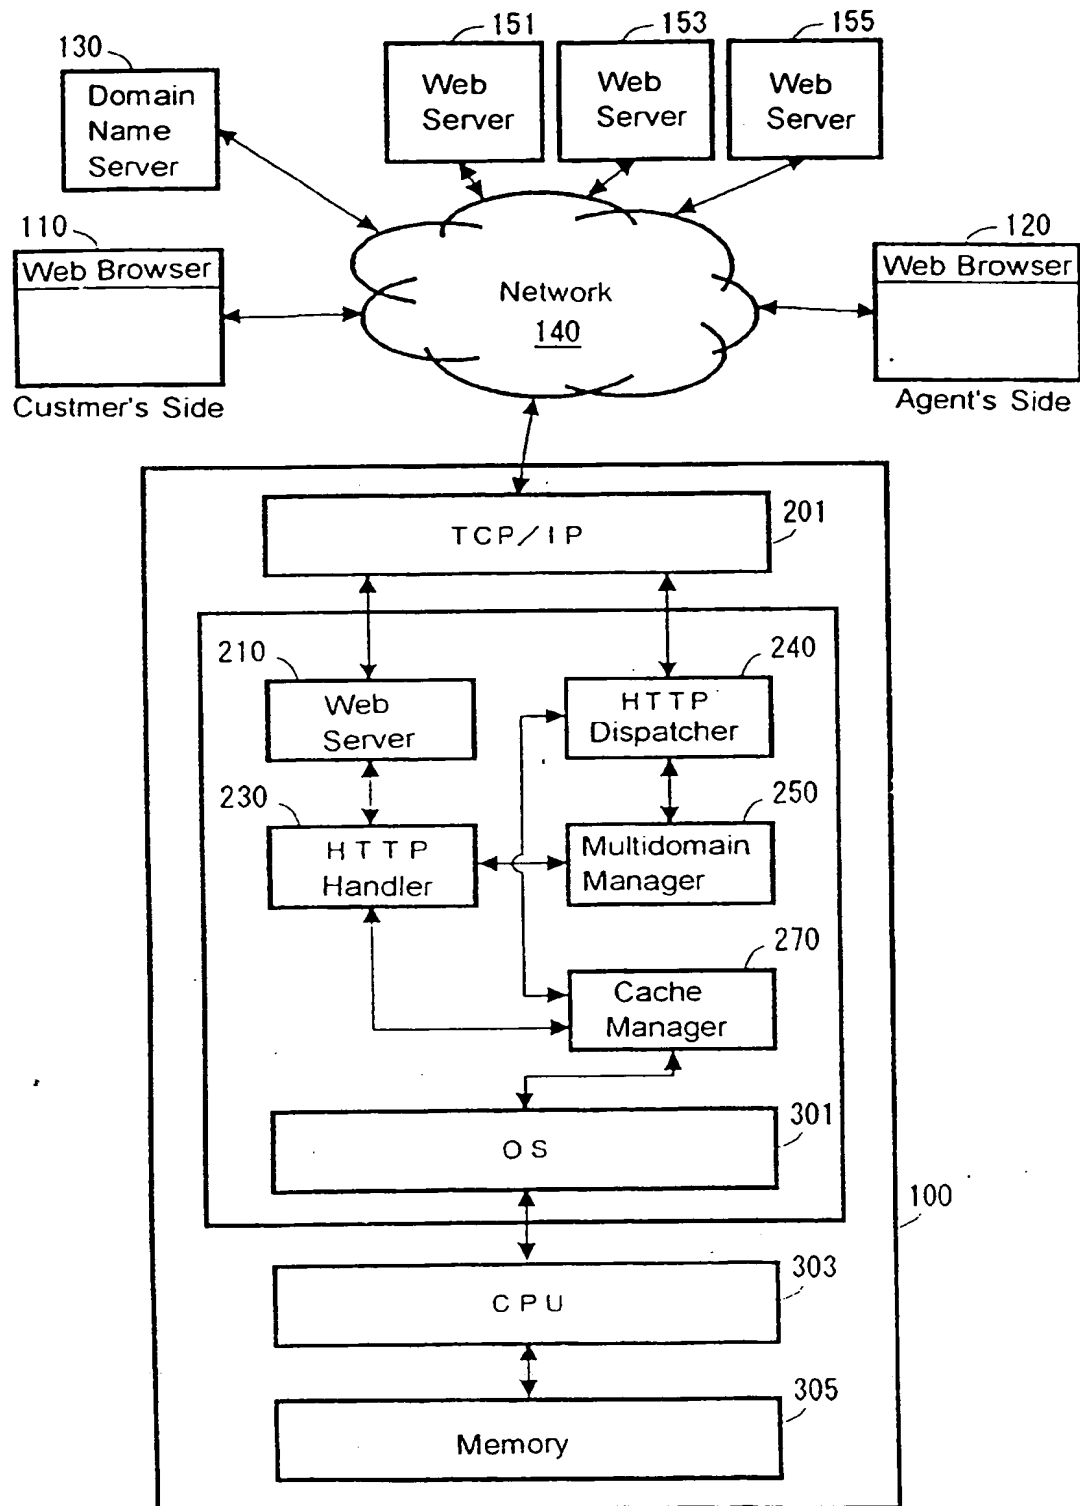 130
Domain
Name
Server
151
Web
Server
153
Web
Server
155
Web
Server
110
Web Browser
Custmer's Side
Network
140
120
Web Browser
Agent's Side
TCP/IP
201
210
Web
Server
240
HTTP
Dispatcher
230
HTTP
Handler
250
Multidomain
Manager
270
Cache
Manager
OS
301
100
CPU
303
Memory
305